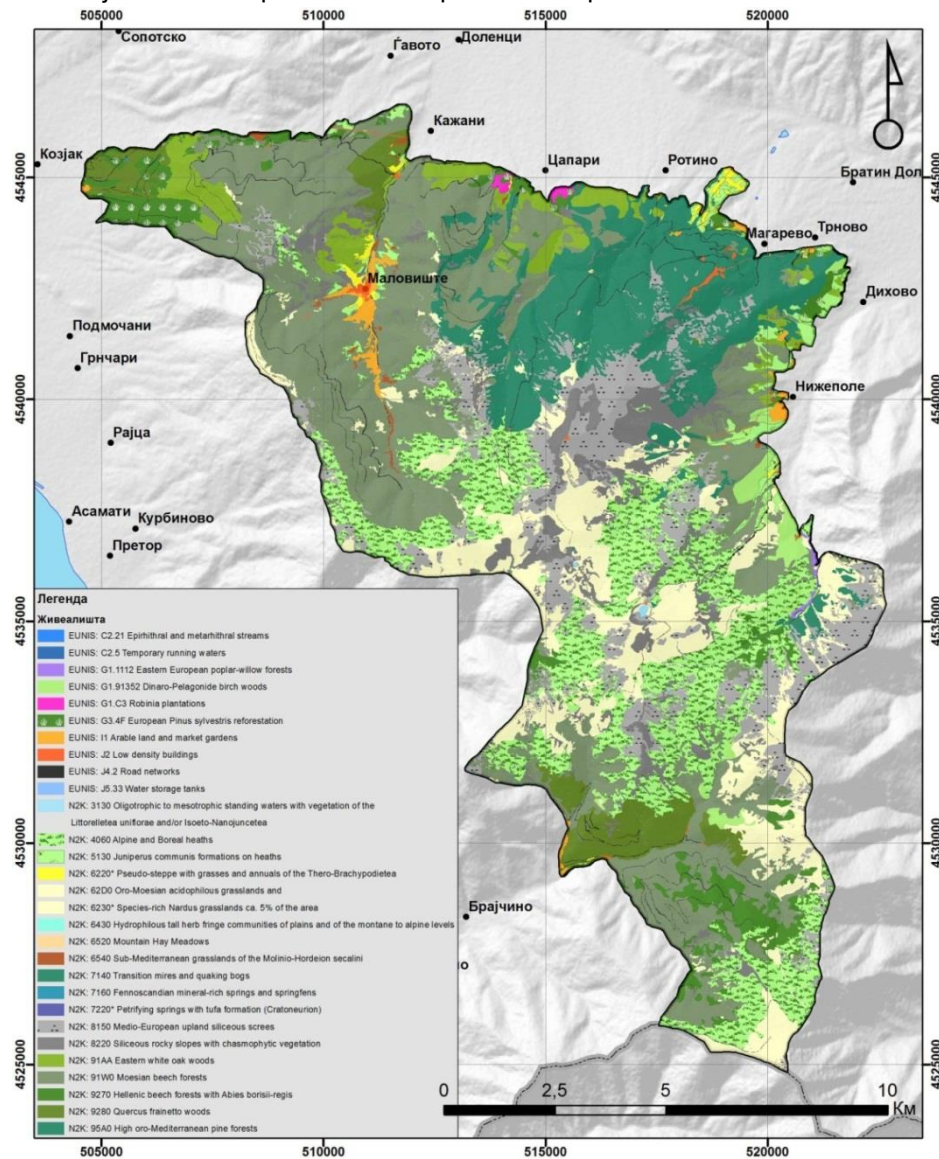 505000 510000 515000 520000
Сопотско
Доленци
Ѓавото
Кажани
Козјак
Цапари
Ротино
Братин Дол
4545000 4545000
Магарево
Трново
Маловиште
Дихово
Подмочани
Грнчари
Нижеполе
4540000 4540000
Рајца
Асамати
Курбиново
Претор
4535000
Легенда
Живеалишта
EUNIS: C2.21 Epirhithral and metarhithral streams
EUNIS: C2.5 Temporary running waters
EUNIS: G1.1112 Eastern European poplar-willow forests
EUNIS: G1.91352 Dinaro-Pelagonide birch woods
EUNIS: G1.C3 Robinia plantations
EUNIS: G3.4F European Pinus sylvestris reforestation
EUNIS: I1 Arable land and market gardens
EUNIS: J2 Low density buildings
EUNIS: J4.2 Road networks
EUNIS: J5.33 Water storage tanks
N2K: 3130 Oligotrophic to mesotrophic standing waters with vegetation of the
Littorelletea uniflorae and/or Isoeto-Nanojuncetea
N2K: 4060 Alpine and Boreal heaths
N2K: 5130 Juniperus communis formations on heaths
N2K: 6220* Pseudo-steppe with grasses and annuals of the Thero-Brachypodietea
N2K: 62D0 Oro-Moesian acidophilous grasslands and
N2K: 6230* Species-rich Nardus grasslands ca. 5% of the area
N2K: 6430 Hydrophilous tall herb fringe communities of plains and of the montane to alpine levels
N2K: 6520 Mountain Hay Meadows
N2K: 6540 Sub-Mediterranean grasslands of the Molinio-Hordeion secalini
N2K: 7140 Transition mires and quaking bogs
N2K: 7160 Fennoscandian mineral-rich springs and springfens
N2K: 7220* Petrifying springs with tufa formation (Cratoneurion)
N2K: 8150 Medio-European upland siliceous screes
N2K: 8220 Siliceous rocky slopes with chasmophytic vegetation
N2K: 91AA Eastern white oak woods
N2K: 91W0 Moesian beech forests
N2K: 9270 Hellenic beech forests with Abies borisii-regis
N2K: 9280 Quercus frainetto woods
N2K: 95A0 High oro-Mediterranean pine forests
4535000
4530000 4530000
Брајчино
ło
4525000 4525000
0 2,5 5 10
Км
505000 510000 515000 520000